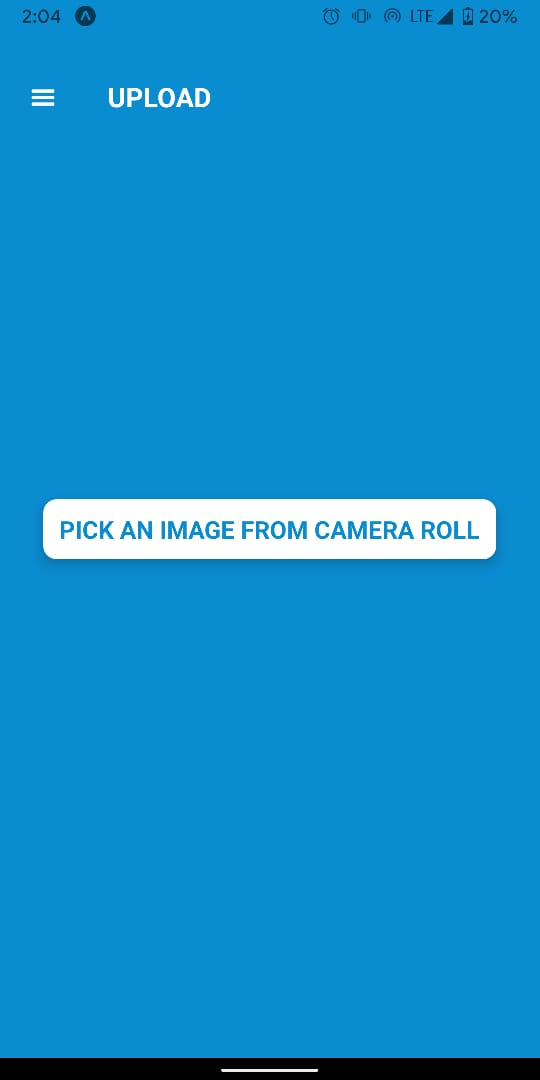 2:04 LTE 20%
UPLOAD
PICK AN IMAGE FROM CAMERA ROLL